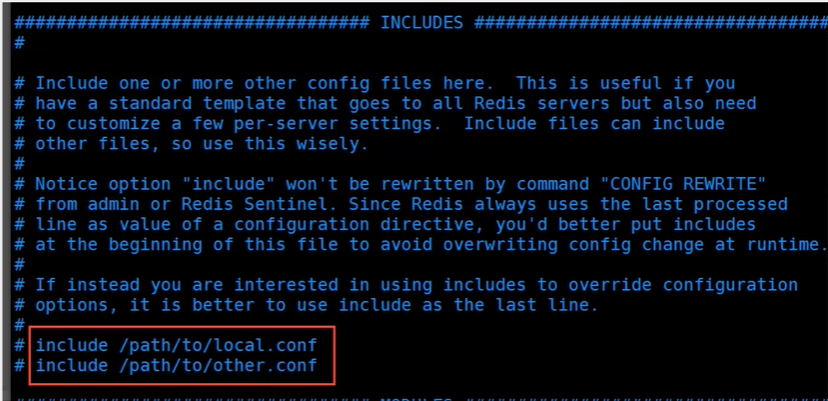 ################################## INCLUDES ###################################
#

# Include one or more other config files here.  This is useful if you
# have a standard template that goes to all Redis servers but also need
# to customize a few per-server settings.  Include files can include
# other files, so use this wisely.
#
# Notice option "include" won't be rewritten by command "CONFIG REWRITE"
# from admin or Redis Sentinel. Since Redis always uses the last processed
# line as value of a configuration directive, you'd better put includes
# at the beginning of this file to avoid overwriting config change at runtime.
#
# If instead you are interested in using includes to override configuration
# options, it is better to use include as the last line.
#
# include /path/to/local.conf
# include /path/to/other.conf